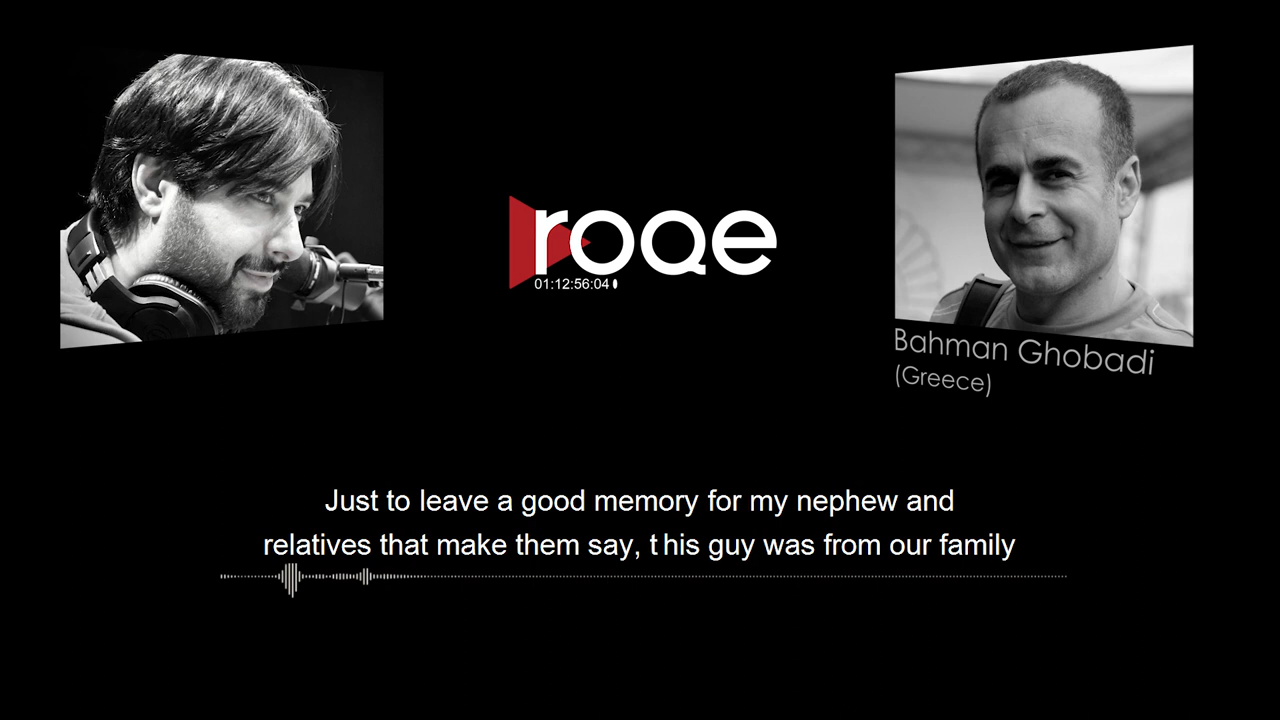 roqe
01:12:56:04
Bahman Ghobadi
(Greece)
Just to leave a good memory for my nephew and
relatives that make them say, this guy was from our family